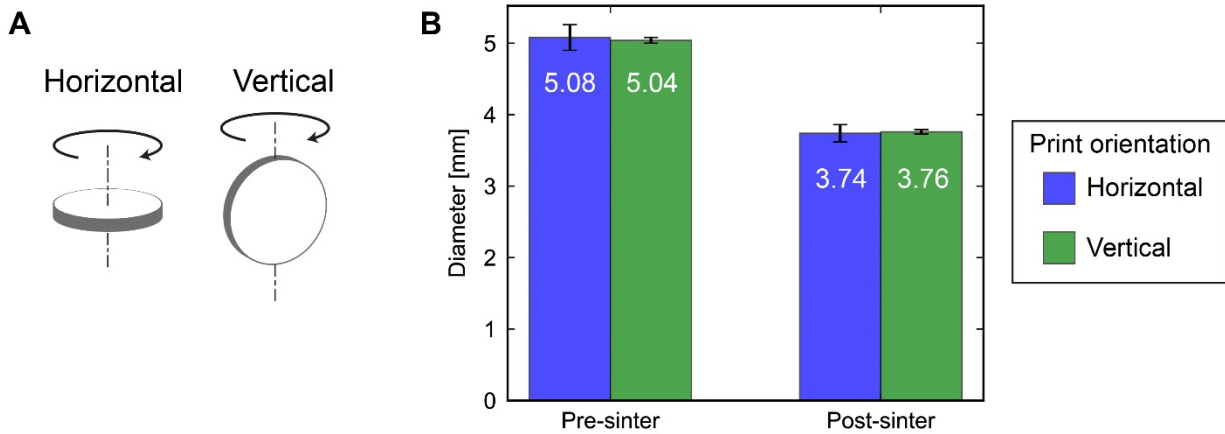 A
Horizontal
Vertical
B
Diameter [mm]
5
4
3
2
1
0
5.08
5.04
3.74
3.76
Pre-sinter
Post-sinter
Print orientation
Horizontal
Vertical